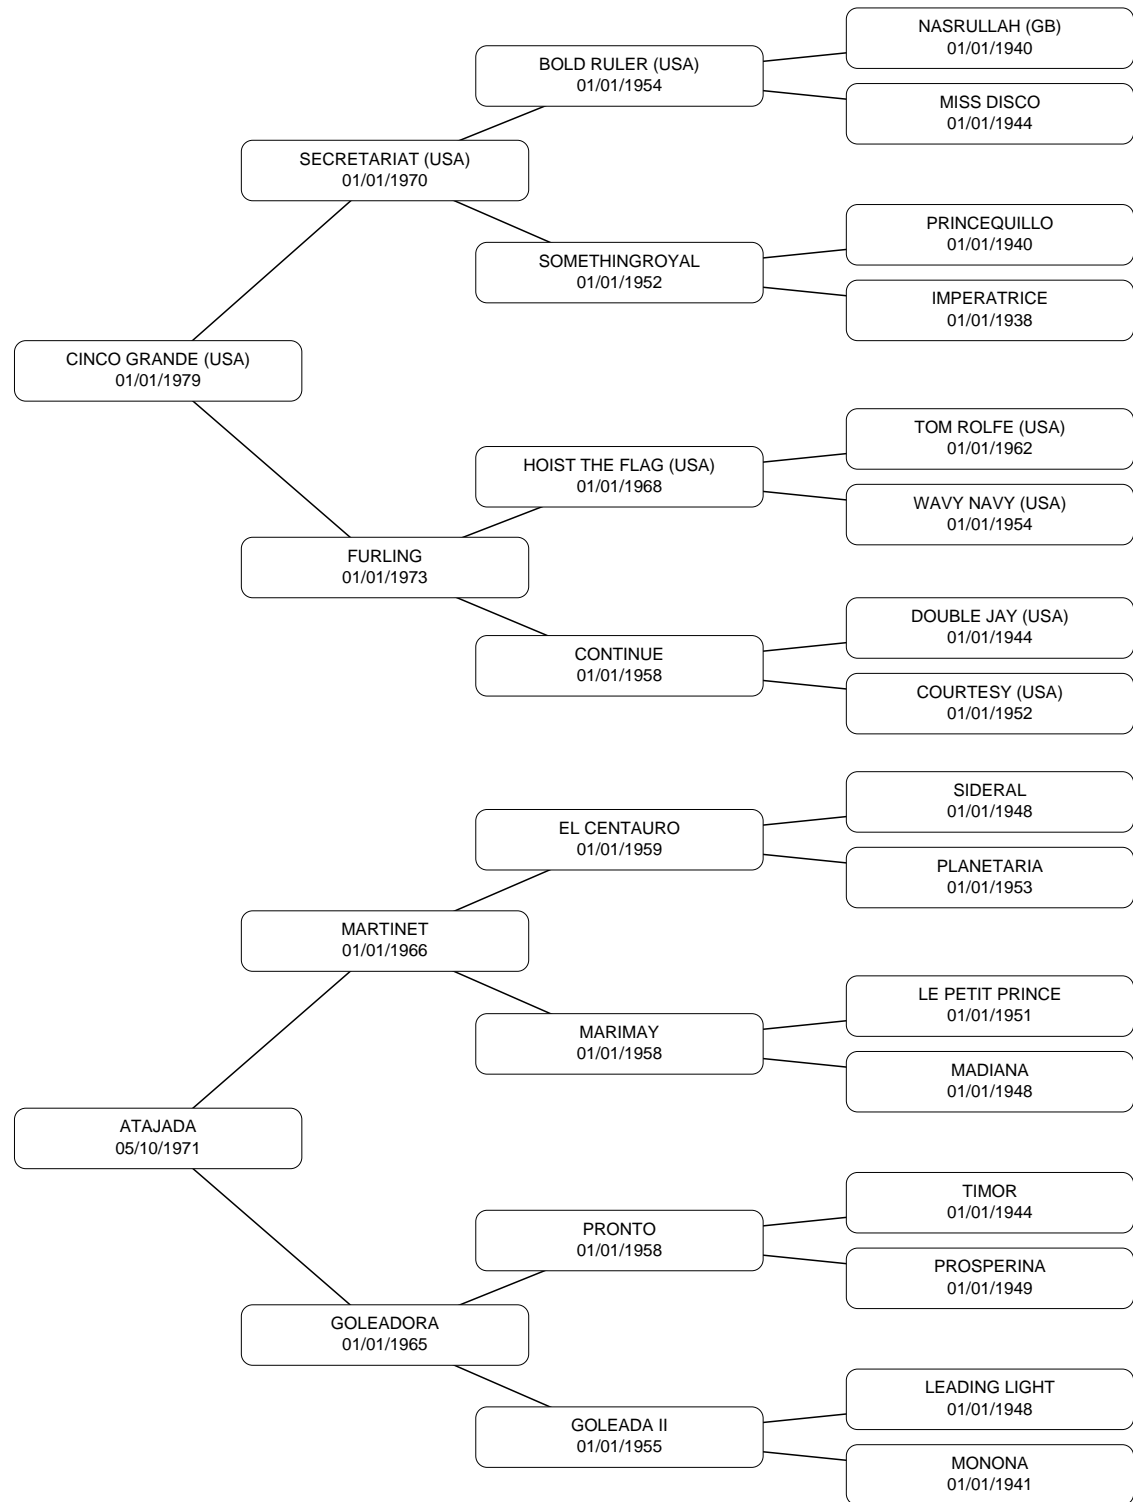 NASRULLAH (GB)
01/01/1940
BOLD RULER (USA)
01/01/1954
MISS DISCO
01/01/1944
SECRETARIAT (USA)
01/01/1970
PRINCEQUILLO
01/01/1940
SOMETHINGROYAL
01/01/1952
IMPERATRICE
01/01/1938
CINCO GRANDE (USA)
01/01/1979
TOM ROLFE (USA)
01/01/1962
HOIST THE FLAG (USA)
01/01/1968
WAVY NAVY (USA)
01/01/1954
FURLING
01/01/1973
DOUBLE JAY (USA)
01/01/1944
CONTINUE
01/01/1958
COURTESY (USA)
01/01/1952
SIDERAL
01/01/1948
EL CENTAURO
01/01/1959
PLANETARIA
01/01/1953
MARTINET
01/01/1966
LE PETIT PRINCE
01/01/1951
MARIMAY
01/01/1958
MADIANA
01/01/1948
ATAJADA
05/10/1971
TIMOR
01/01/1944
PRONTO
01/01/1958
PROSPERINA
01/01/1949
GOLEADORA
01/01/1965
LEADING LIGHT
01/01/1948
GOLEADA II
01/01/1955
MONONA
01/01/1941